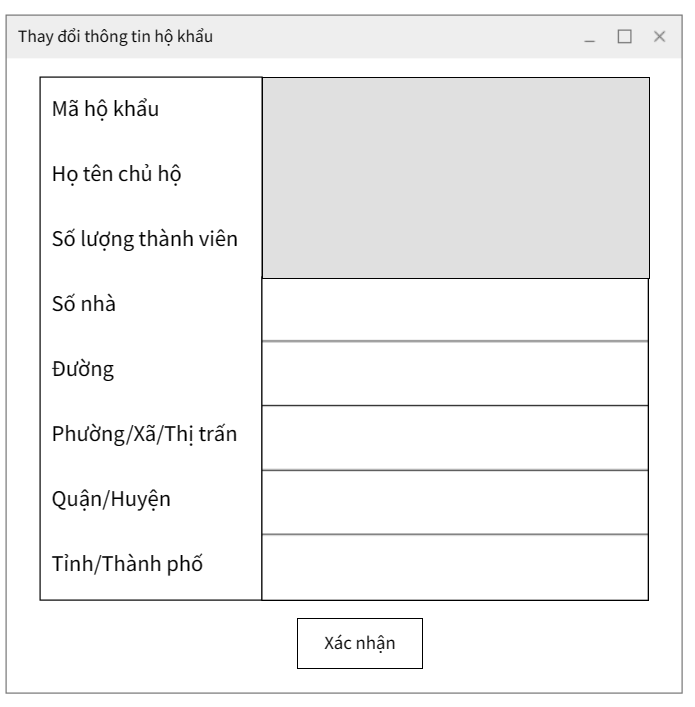 Thay đổi thông tin hộ khẩu
Mã hộ khẩu
Họ tên chủ hộ
Số lượng thành viên
Số nhà
Đường
Phường/Xã/Thị trấn
Quận/Huyện
Tỉnh/Thành phố
Xác nhận